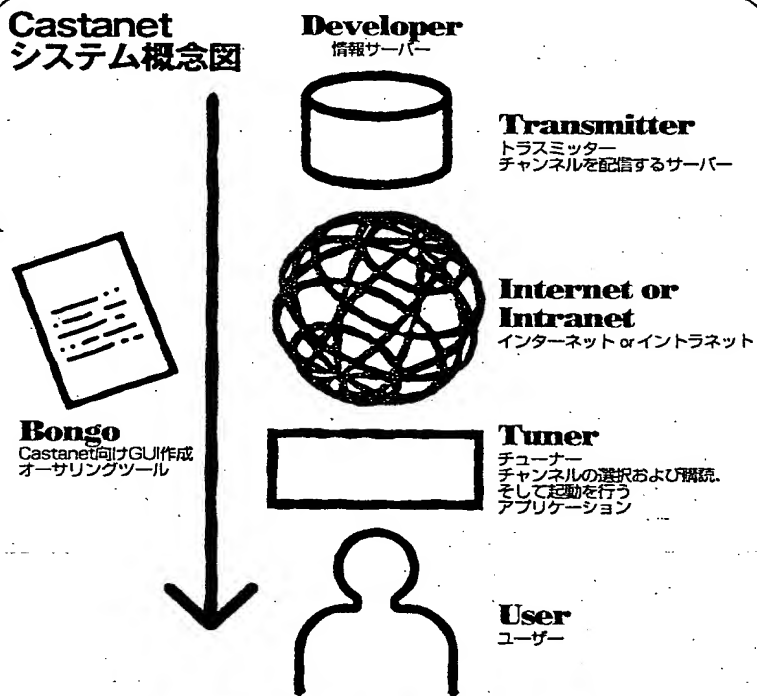 Castanet
システム概念図
Developer
情報サーバー
Transmitter
トラスミッター
チャンネルを配信するサーバー
Internet or
Intranet
インターネット or イントラネット
Bongo
Castanet向けGUI作成
オーサリングツール
Tuner
チューナー
チャンネルの選択および購読、
そして起動を行う
アプリケーション
User
ユーザー